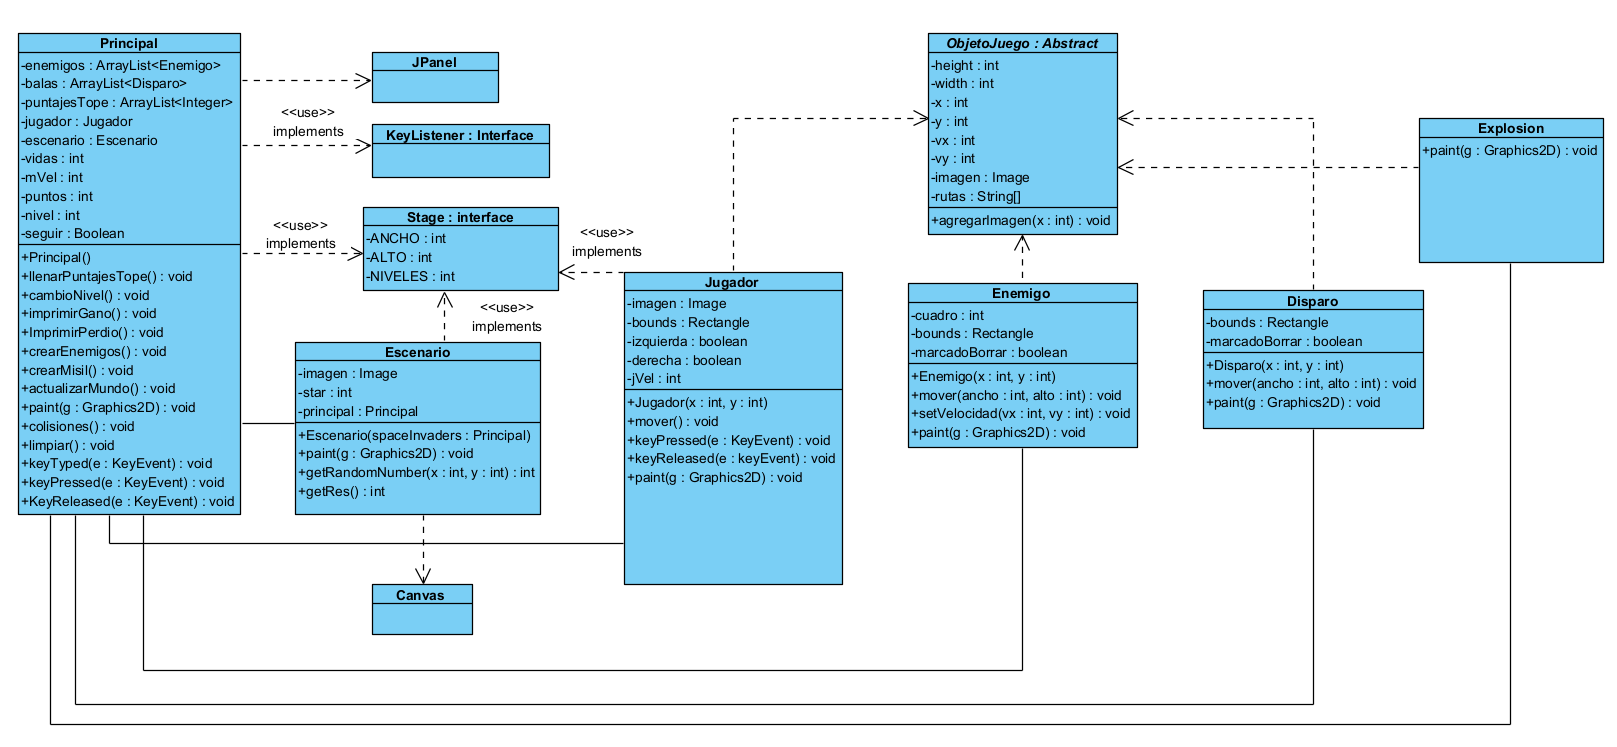 Principal
-enemigos : ArrayList<Enemigo>
-balas : ArrayList<Disparo>
-puntajesTope : ArrayList<Integer>
-jugador : Jugador
-escenario : Escenario
-vidas : int
-mVel : int
-puntos : int
-nivel : int
-seguir : Boolean
+Principal()
+llenarPuntajesTope() : void
+cambioNivel() : void
+imprimirGano() : void
+ImprimirPerdio() : void
+crearEnemigos() : void
+crearMisil() : void
+actualizarMundo() : void
+paint(g : Graphics2D) : void
+colisiones() : void
+limpiar() : void
+keyTyped(e : KeyEvent) : void
+keyPressed(e : KeyEvent) : void
+KeyReleased(e : KeyEvent) : void
JPanel
<<use>>
implements
KeyListener : Interface
<<use>>
implements
Stage : interface
-ANCHO : int
-ALTO : int
-NIVELES : int
<<use>>
implements
<<use>>
implements
Escenario
-imagen : Image
-star : int
-principal : Principal
+Escenario(spaceInvaders : Principal)
+paint(g : Graphics2D) : void
+getRandomNumber(x : int, y : int) : int
+getRes() : int
Canvas
Jugador
-imagen : Image
-bounds : Rectangle
-izquierda : boolean
-derecha : boolean
-jVel : int
+Jugador(x : int, y : int)
+mover() : void
+keyPressed(e : KeyEvent) : void
+keyReleased(e : keyEvent) : void
+paint(g : Graphics2D) : void
ObjetoJuego : Abstract
-height : int
-width : int
-x : int
-y : int
-vx : int
-vy : int
-imagen : Image
-rutas : String[]
+agregarImagen(x : int) : void
Enemigo
-cuadro : int
-bounds : Rectangle
-marcadoBorrar : boolean
+Enemigo(x : int, y : int)
+mover(ancho : int, alto : int) : void
+setVelocidad(vx : int, vy : int) : void
+paint(g : Graphics2D) : void
Disparo
-bounds : Rectangle
-marcadoBorrar : boolean
+Disparo(x : int, y : int)
+mover(ancho : int, alto : int) : void
+paint(g : Graphics2D) : void
Explosion
+paint(g : Graphics2D) : void